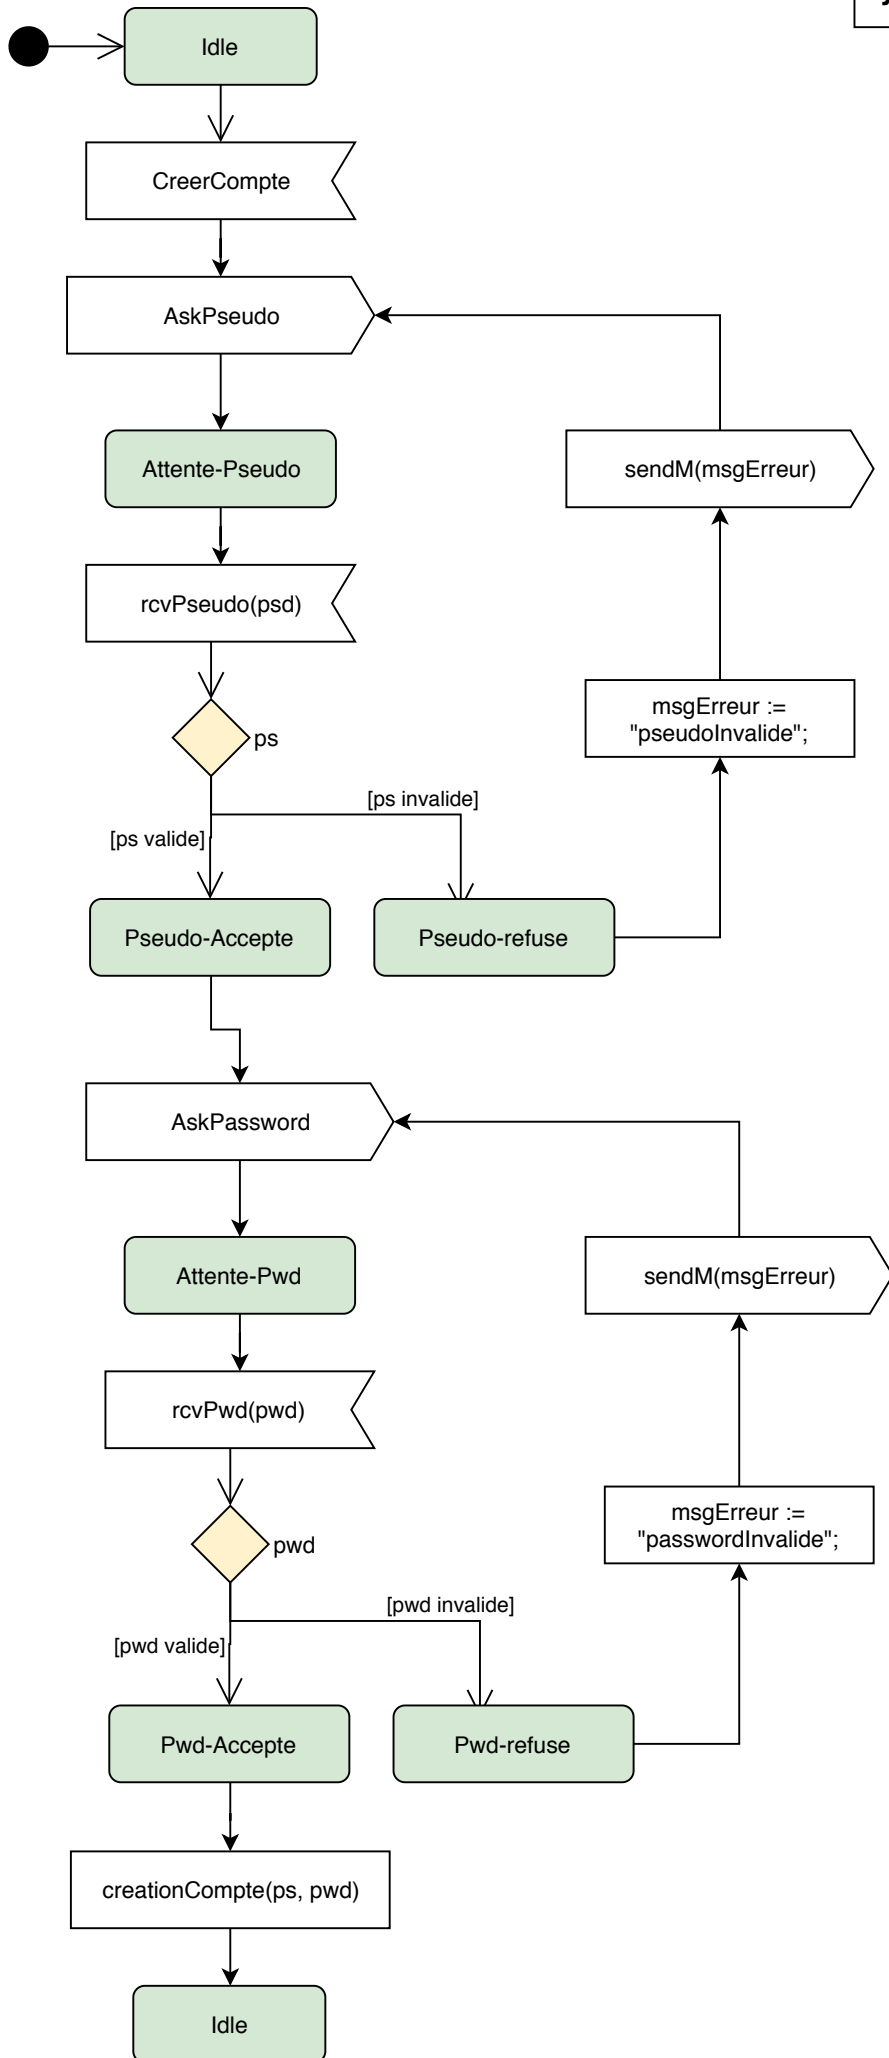 Idle
CreerCompte
AskPseudo
Attente-Pseudo
sendM(msgErreur)
rcvPseudo(psd)
msgErreur :=
"pseudoInvalide";
ps
[ps invalide]
[ps valide]
Pseudo-Accepte
Pseudo-refuse
AskPassword
Attente-Pwd
sendM(msgErreur)
rcvPwd(pwd)
msgErreur :=
"passwordInvalide";
pwd
[pwd invalide]
[pwd valide]
Pwd-Accepte
Pwd-refuse
creationCompte(ps, pwd)
Idle